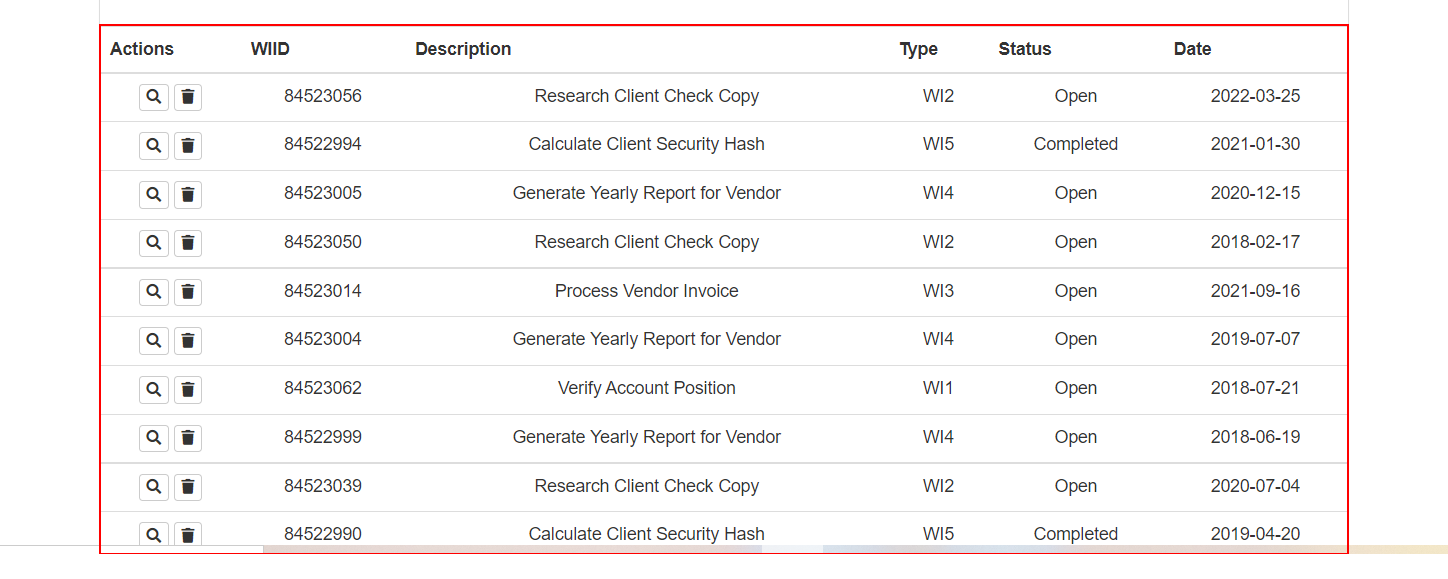 Actions WIID Description Type Status Date
84523056 Research Client Check Copy WI2 Open 2022-03-25
84522994 Calculate Client Security Hash WI5 Completed 2021-01-30
84523005 Generate Yearly Report for Vendor WI4 Open 2020-12-15
84523050 Research Client Check Copy WI2 Open 2018-02-17
84523014 Process Vendor Invoice WI3 Open 2021-09-16
84523004 Generate Yearly Report for Vendor WI4 Open 2019-07-07
84523062 Verify Account Position WI1 Open 2018-07-21
84522999 Generate Yearly Report for Vendor WI4 Open 2018-06-19
84523039 Research Client Check Copy WI2 Open 2020-07-04
84522990 Calculate Client Security Hash WI5 Completed 2019-04-20